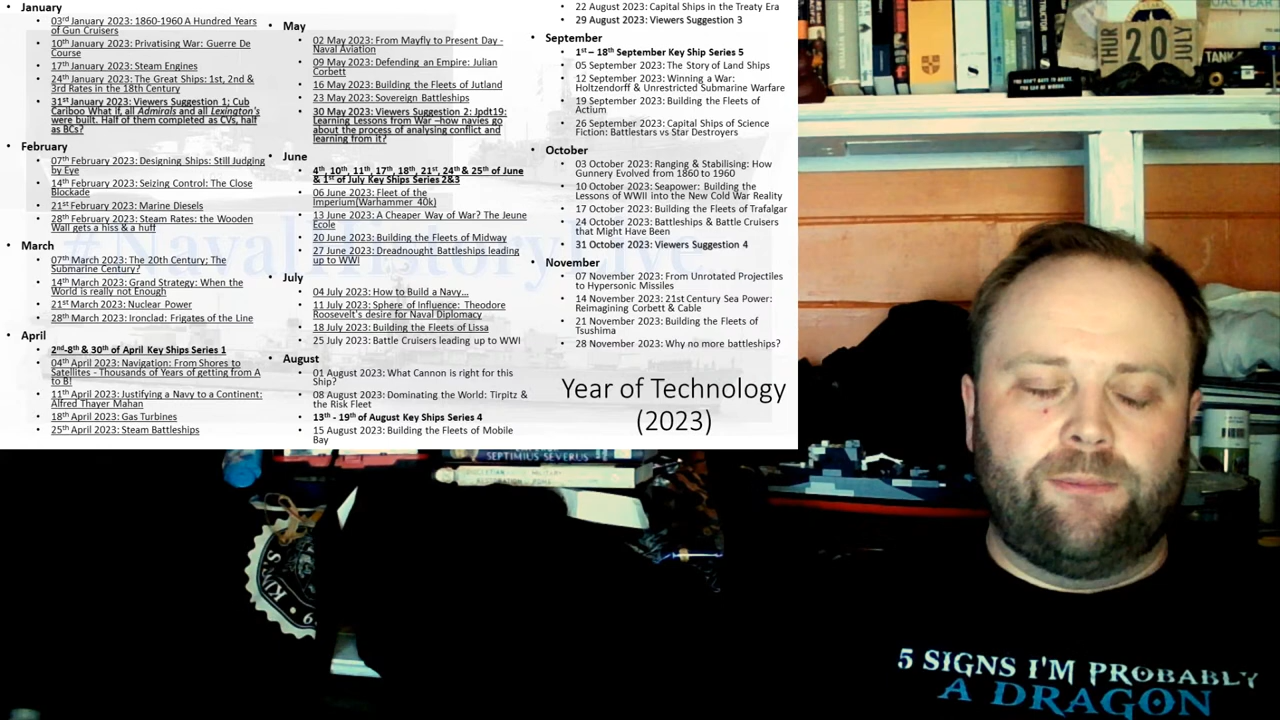 January
03rd January 2023: 1860-1960 A Hundred Years
of Gun Cruisers
10th January 2023: Privatising War: Guerre De
Course
17th January 2023: Steam Engines
24th January 2023: The Great Ships: 1st, 2nd &
3rd Rates in the 18th Century
31st January 2023: Viewers Suggestion 1; Cub
Cariboo What if, all Admirals and all Lexington's
were built. Half of them completed as CVs, half
as BCs?
February
07th February 2023: Designing Ships: Still Judging
by Eye
14th February 2023: Seizing Control: The Close
Blockade
21st February 2023: Marine Diesels
28th February 2023: Steam Rates: the Wooden
Wall gets a hiss & a huff
March
07th March 2023: The 20th Century; The
Submarine Century?
14th March 2023: Grand Strategy: When the
World is really not Enough
21st March 2023: Nuclear Power
28th March 2023: Ironclad: Frigates of the Line
April
2nd-8th & 30th of April Key Ships Series 1
04th April 2023: Navigation: From Shores to
Satellites - Thousands of Years of getting from A
to B!
11th April 2023: Justifying a Navy to a Continent:
Alfred Thayer Mahan
18th April 2023: Gas Turbines
25th April 2023: Steam Battleships
May
02 May 2023: From Mayfly to Present Day -
Naval Aviation
09 May 2023: Defending an Empire: Julian
Corbett
16 May 2023: Building the Fleets of Jutland
23 May 2023: Sovereign Battleships
30 May 2023: Viewers Suggestion 2: Jpdt19:
Learning Lessons from War –how navies
go about the process of analysing conflict and
learning from it?
June
4th, 10th, 11th, 17th, 18th, 21st, 24th & 25th of June
& 1st of July Key Ships Series 2&3
06 June 2023: Fleet of the
Imperium(Warhammer 40k)
13 June 2023: A Cheaper Way of War? The Jeune
Ecole
20 June 2023: Building the Fleets of Midway
27 June 2023: Dreadnought Battleships leading
up to WWI
July
04 July 2023: How to Build a Navy...
11 July 2023: Sphere of Influence: Theodore
Roosevelt's desire for Naval Diplomacy
18 July 2023: Building the Fleets of Lissa
25 July 2023: Battle Cruisers leading up to WWI
August
01 August 2023: What Cannon is right for this
Ship?
08 August 2023: Dominating the World: Tirpitz &
the Risk Fleet
13th - 19th of August Key Ships Series 4
15 August 2023: Building the Fleets of Mobile
Bay
22 August 2023: Capital Ships in the Treaty Era
29 August 2023: Viewers Suggestion 3
September
1st – 18th September Key Ship Series 5
05 September 2023: The Story of Land Ships
12 September 2023: Winning a War:
Holtzendorff & Unrestricted Submarine Warfare
19 September 2023: Building the Fleets of
Actium
26 September 2023: Capital Ships of Science
Fiction: Battlestars vs Star Destroyers
October
03 October 2023: Ranging & Stabilising: How
Gunnery Evolved from 1860 to 1960
10 October 2023: Seapower: Building the
Lessons of WWII into the New Cold War Reality
17 October 2023: Building the Fleets of Trafalgar
24 October 2023: Battleships & Battle Cruisers
that Might Have Been
31 October 2023: Viewers Suggestion 4
November
07 November 2023: From Unrotated Projectiles
to Hypersonic Missiles
14 November 2023: 21st Century Sea Power:
Reimagining Corbett & Cable
21 November 2023: Building the Fleets of
Tsushima
28 November 2023: Why no more battleships?
Year of Technology
(2023)
#NavalHistoryLive
THUR 20 JULY
TANK
SEPTIMIUS SEVERUS
5 SIGNS I'M PROBABLY
A DRAGON